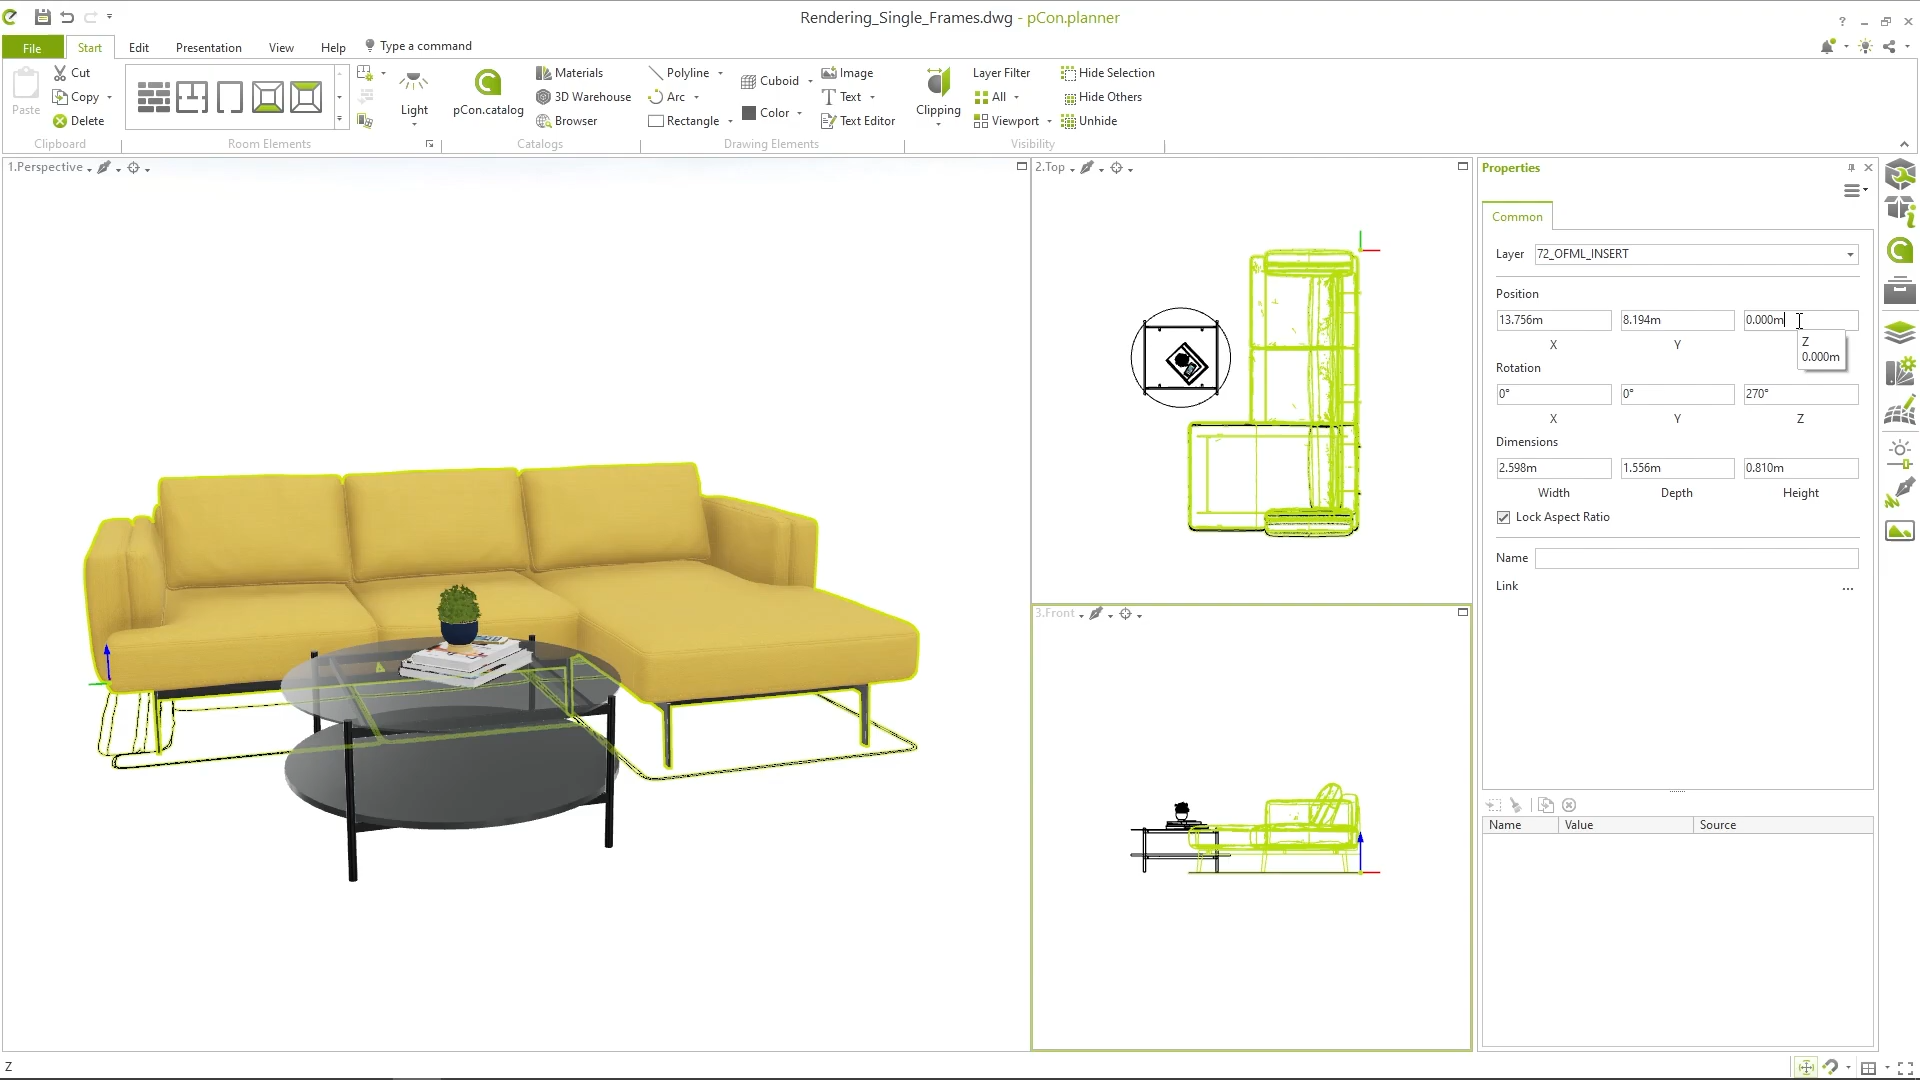 Rendering_Single_Frames.dwg - pCon.planner
?
File
Start
Edit
Presentation
View
Help
Type a command
Paste
Cut
Copy
Delete
Clipboard
Room Elements
Light
pCon.catalog
Materials
3D Warehouse
Browser
Catalogs
Polyline
Arc
Rectangle
Cuboid
Color
Image
Text
Text Editor
Drawing Elements
Clipping
Layer Filter
All
Viewport
Hide Selection
Hide Others
Unhide
Visibility
1.Perspective
2.Top
3.Front
Properties
Common
Layer 72_OFML_INSERT
Position
13.756m 8.194m 0.000m
X Y
Z
0.000m
Rotation
0° 0° 270°
X Y Z
Dimensions
2.598m 1.556m 0.810m
Width Depth Height
Lock Aspect Ratio
Name
Link ...
Name Value Source
Z